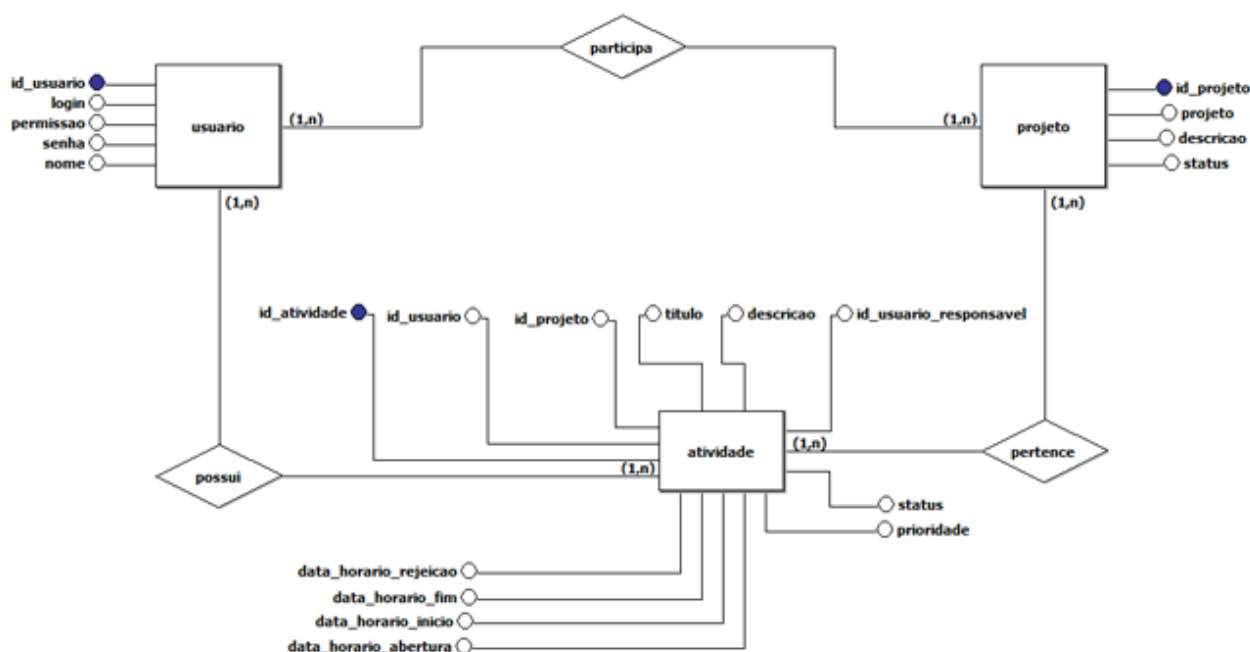 participa
id_usuario
login
permissao
senha
nome
usuario
(1,n)
(1,n)
projeto
id_projeto
projeto
descricao
status
(1,n)
(1,n)
id_atividade
id_usuario
id_projeto
titulo
descricao
id_usuario_responsavel
atividade
(1,n)
(1,n)
possui
pertence
status
prioridade
data_horario_rejeicao
data_horario_fim
data_horario_inicio
data_horario_abertura